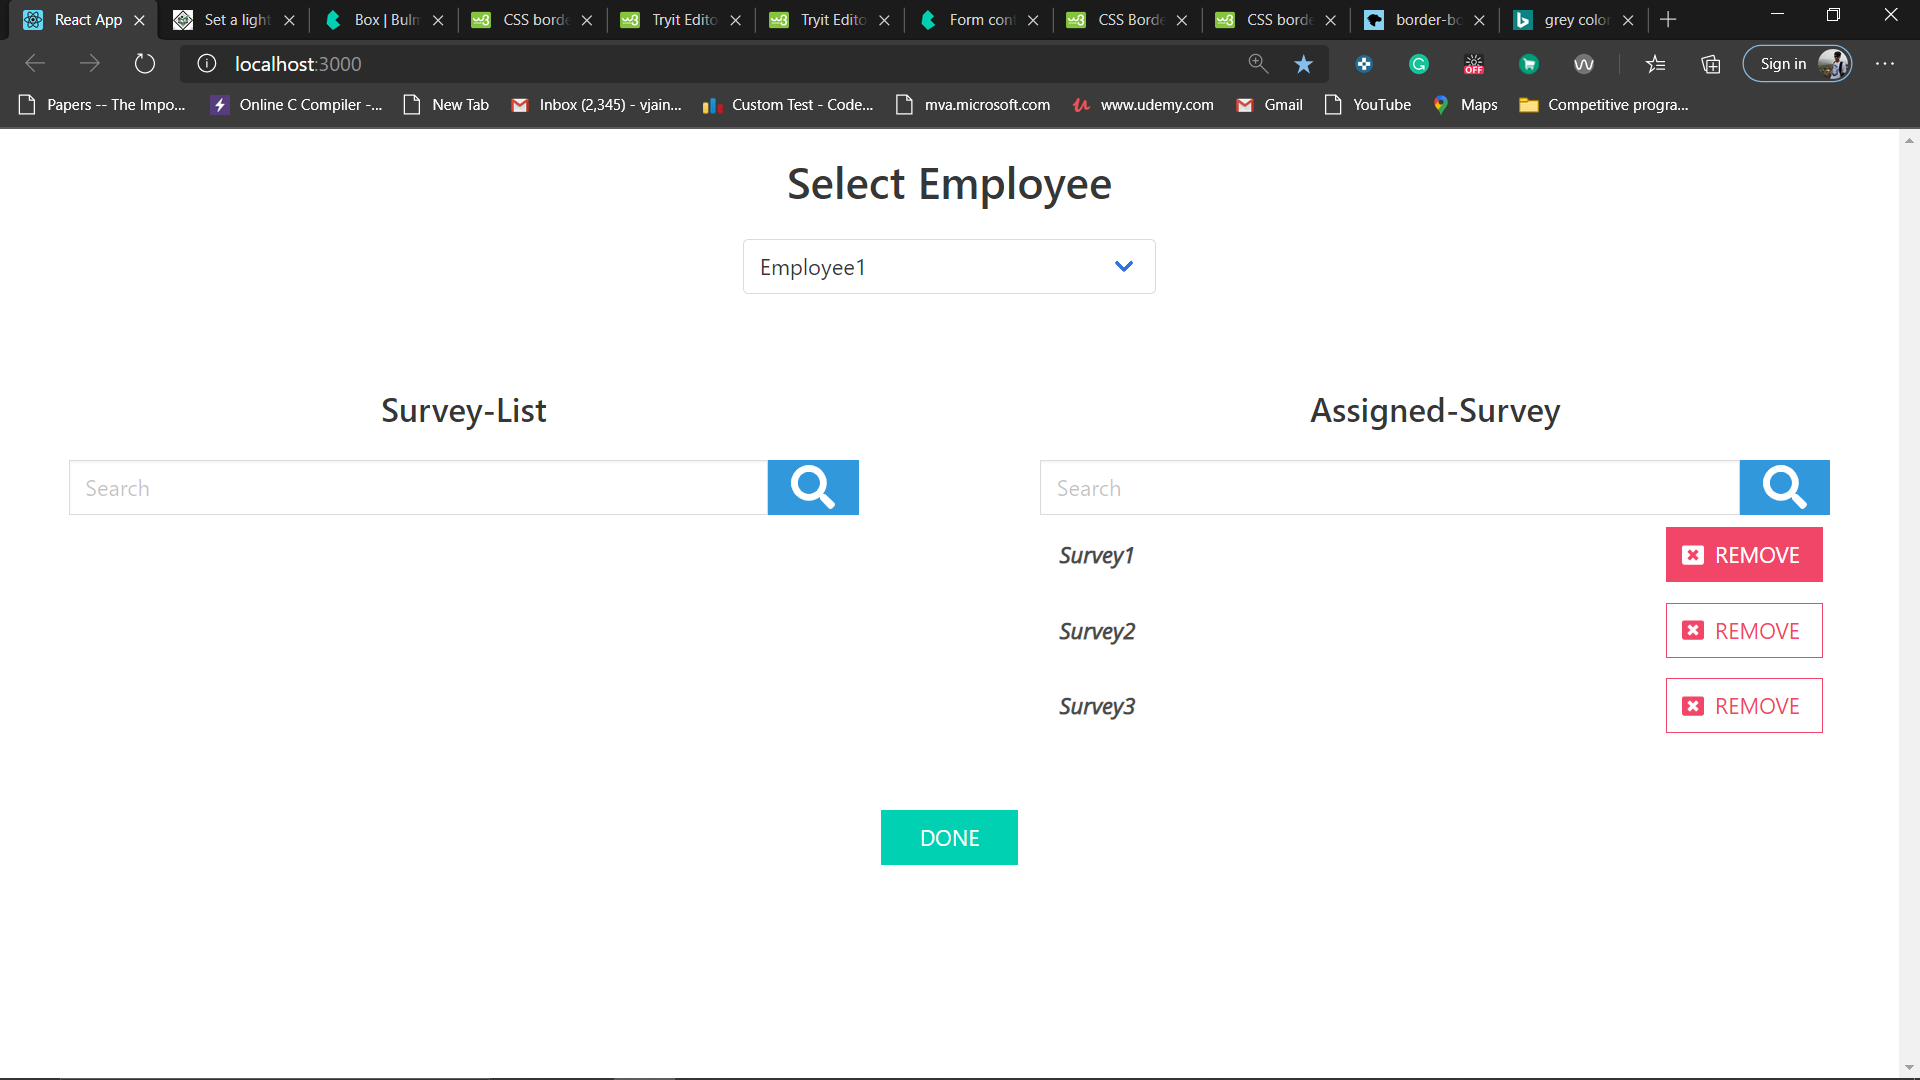 React App
Set a light
Box | Bulm
CSS borde
Tryit Edito
Tryit Edito
Form cont
CSS Borde
CSS borde
border-bo
grey color
localhost:3000
OFF
Sign in
Papers -- The Impo...
Online C Compiler -...
New Tab
Inbox (2,345) - vjain...
Custom Test - Code...
mva.microsoft.com
www.udemy.com
Gmail
YouTube
Maps
Competitive progra...
Select Employee
Employee1
Survey-List
Assigned-Survey
Search
Search
Survey1
REMOVE
Survey2
REMOVE
Survey3
REMOVE
DONE